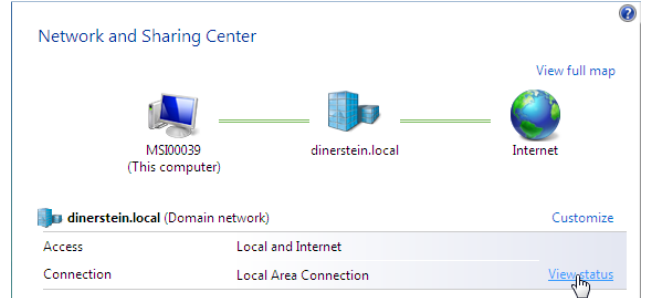 Network and Sharing Center
View full map
MSI00039
(This computer)
dinerstein.local
Internet
dinerstein.local (Domain network) Customize
Access Local and Internet
Connection Local Area Connection View status